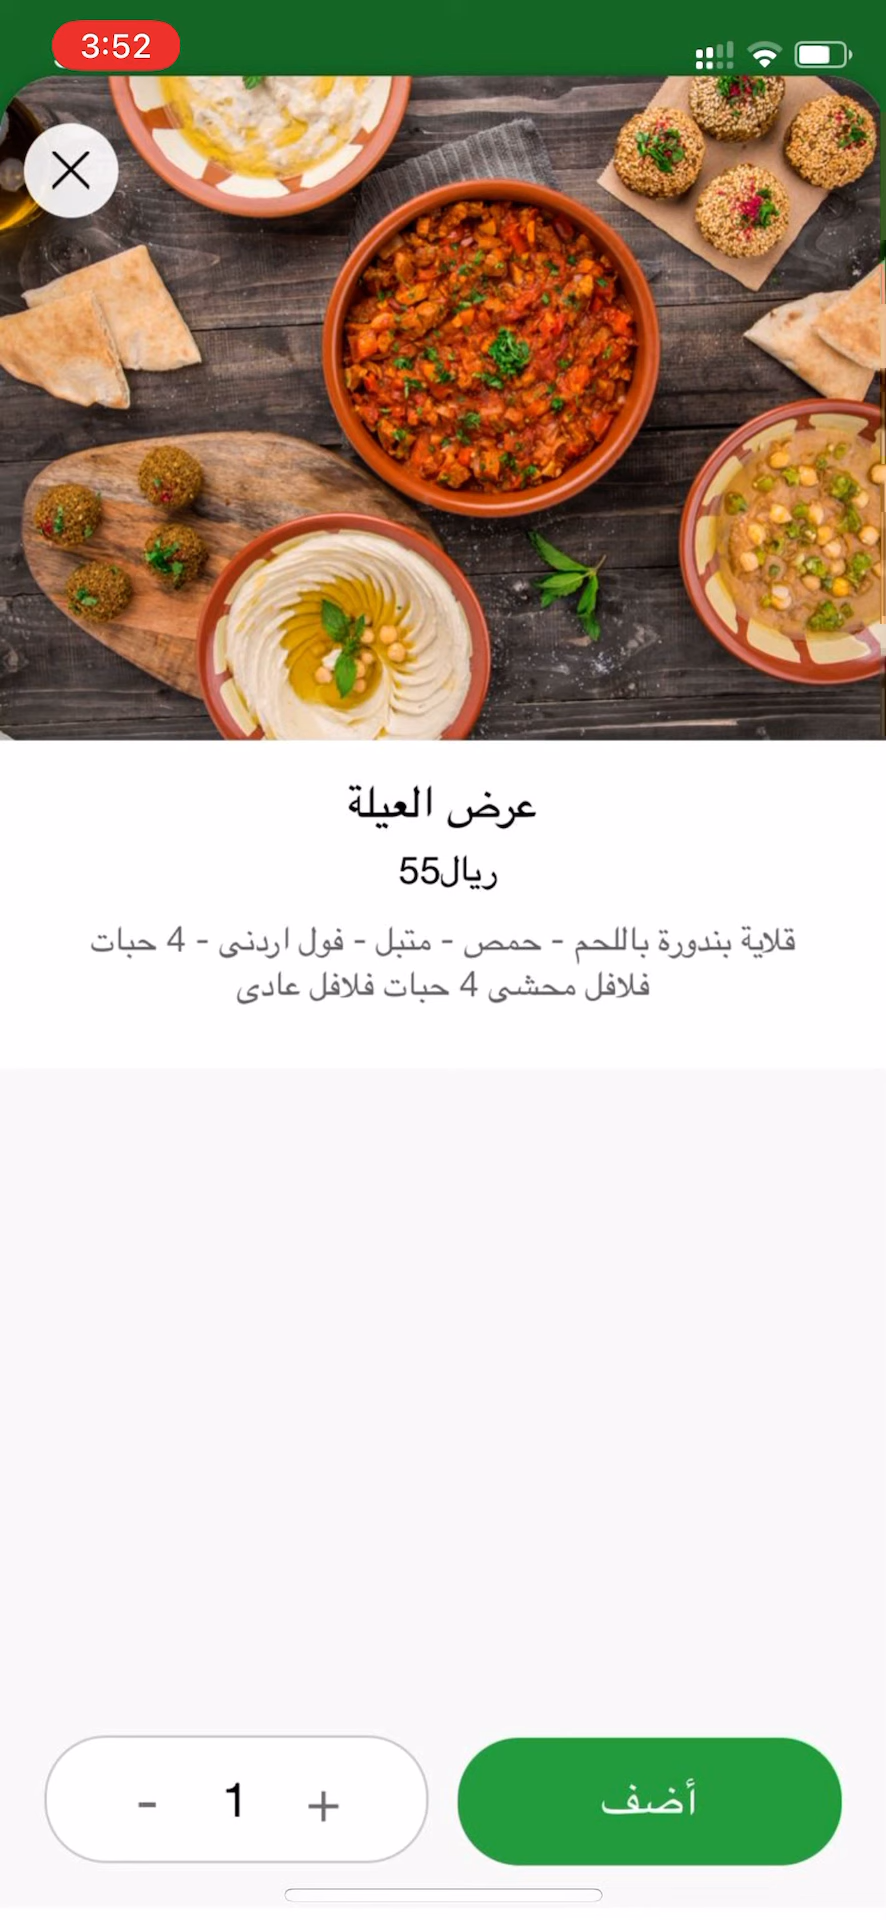 3:52
عرض العيلة
ريال55
قلاية بندورة باللحم - حمص - متبل - فول اردنى - 4 حبات
فلافل محشى 4 حبات فلافل عادى
- 1 +
أضف